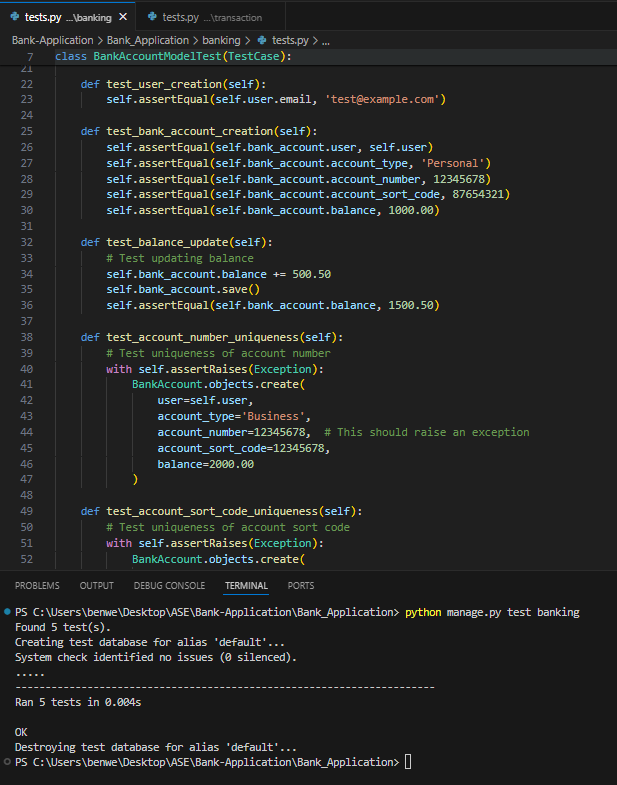 tests.py ...\banking ✕ tests.py ...\transaction
Bank-Application > Bank_Application > banking > tests.py > ...
7 class BankAccountModelTest(TestCase):
21
22 def test_user_creation(self):
23 self.assertEqual(self.user.email, 'test@example.com')
24
25 def test_bank_account_creation(self):
26 self.assertEqual(self.bank_account.user, self.user)
27 self.assertEqual(self.bank_account.account_type, 'Personal')
28 self.assertEqual(self.bank_account.account_number, 12345678)
29 self.assertEqual(self.bank_account.account_sort_code, 87654321)
30 self.assertEqual(self.bank_account.balance, 1000.00)
31
32 def test_balance_update(self):
33 # Test updating balance
34 self.bank_account.balance += 500.50
35 self.bank_account.save()
36 self.assertEqual(self.bank_account.balance, 1500.50)
37
38 def test_account_number_uniqueness(self):
39 # Test uniqueness of account number
40 with self.assertRaises(Exception):
41 BankAccount.objects.create(
42 user=self.user,
43 account_type='Business',
44 account_number=12345678, # This should raise an exception
45 account_sort_code=12345678,
46 balance=2000.00
47 )
48
49 def test_account_sort_code_uniqueness(self):
50 # Test uniqueness of account sort code
51 with self.assertRaises(Exception):
52 BankAccount.objects.create(
PROBLEMS OUTPUT DEBUG CONSOLE TERMINAL PORTS
PS C:\Users\benwe\Desktop\ASE\Bank-Application\Bank_Application> python manage.py test banking
Found 5 test(s).
Creating test database for alias 'default'...
System check identified no issues (0 silenced).
.....
----------------------------------------------------------------------
Ran 5 tests in 0.004s
OK
Destroying test database for alias 'default'...
PS C:\Users\benwe\Desktop\ASE\Bank-Application\Bank_Application>